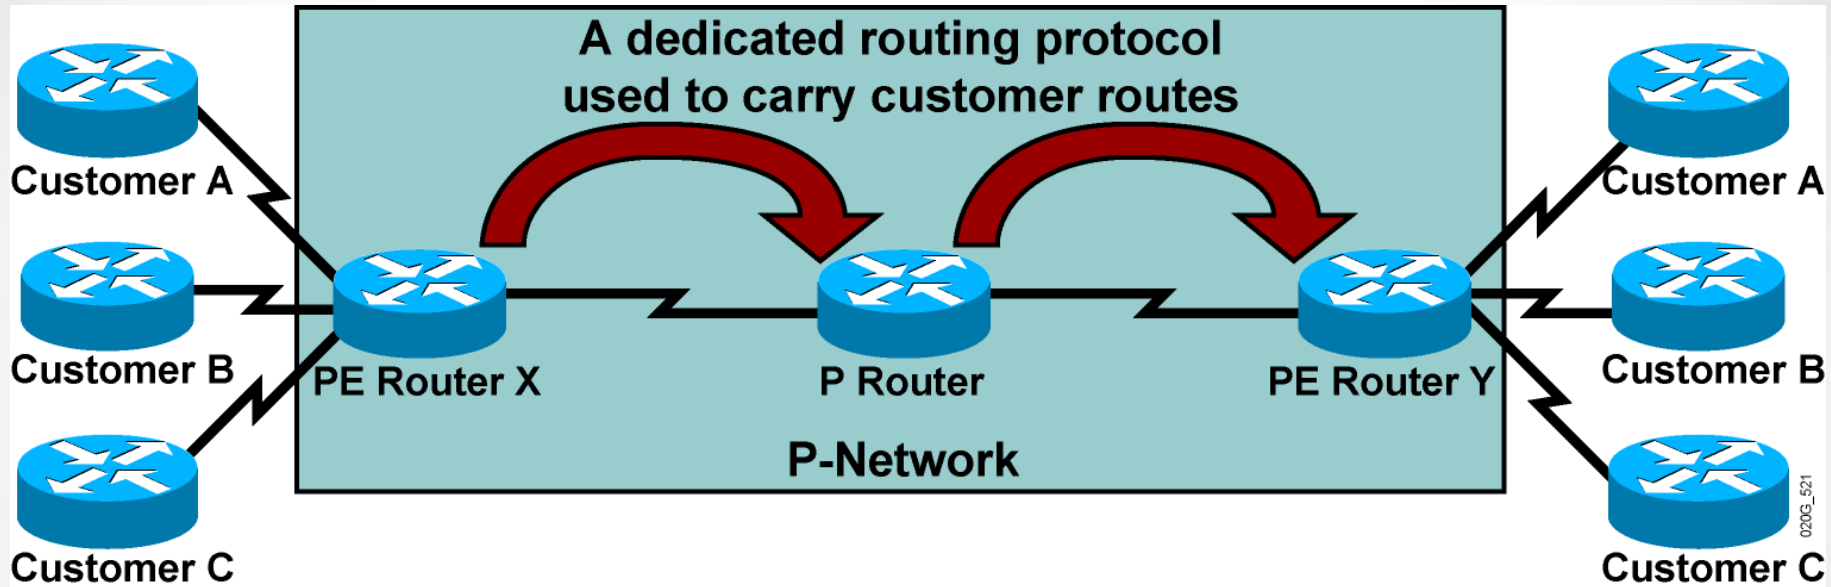 A dedicated routing protocol
used to carry customer routes
Customer A
Customer A
Customer B
Customer B
PE Router X
P Router
PE Router Y
P-Network
Customer C
Customer C
020G_521